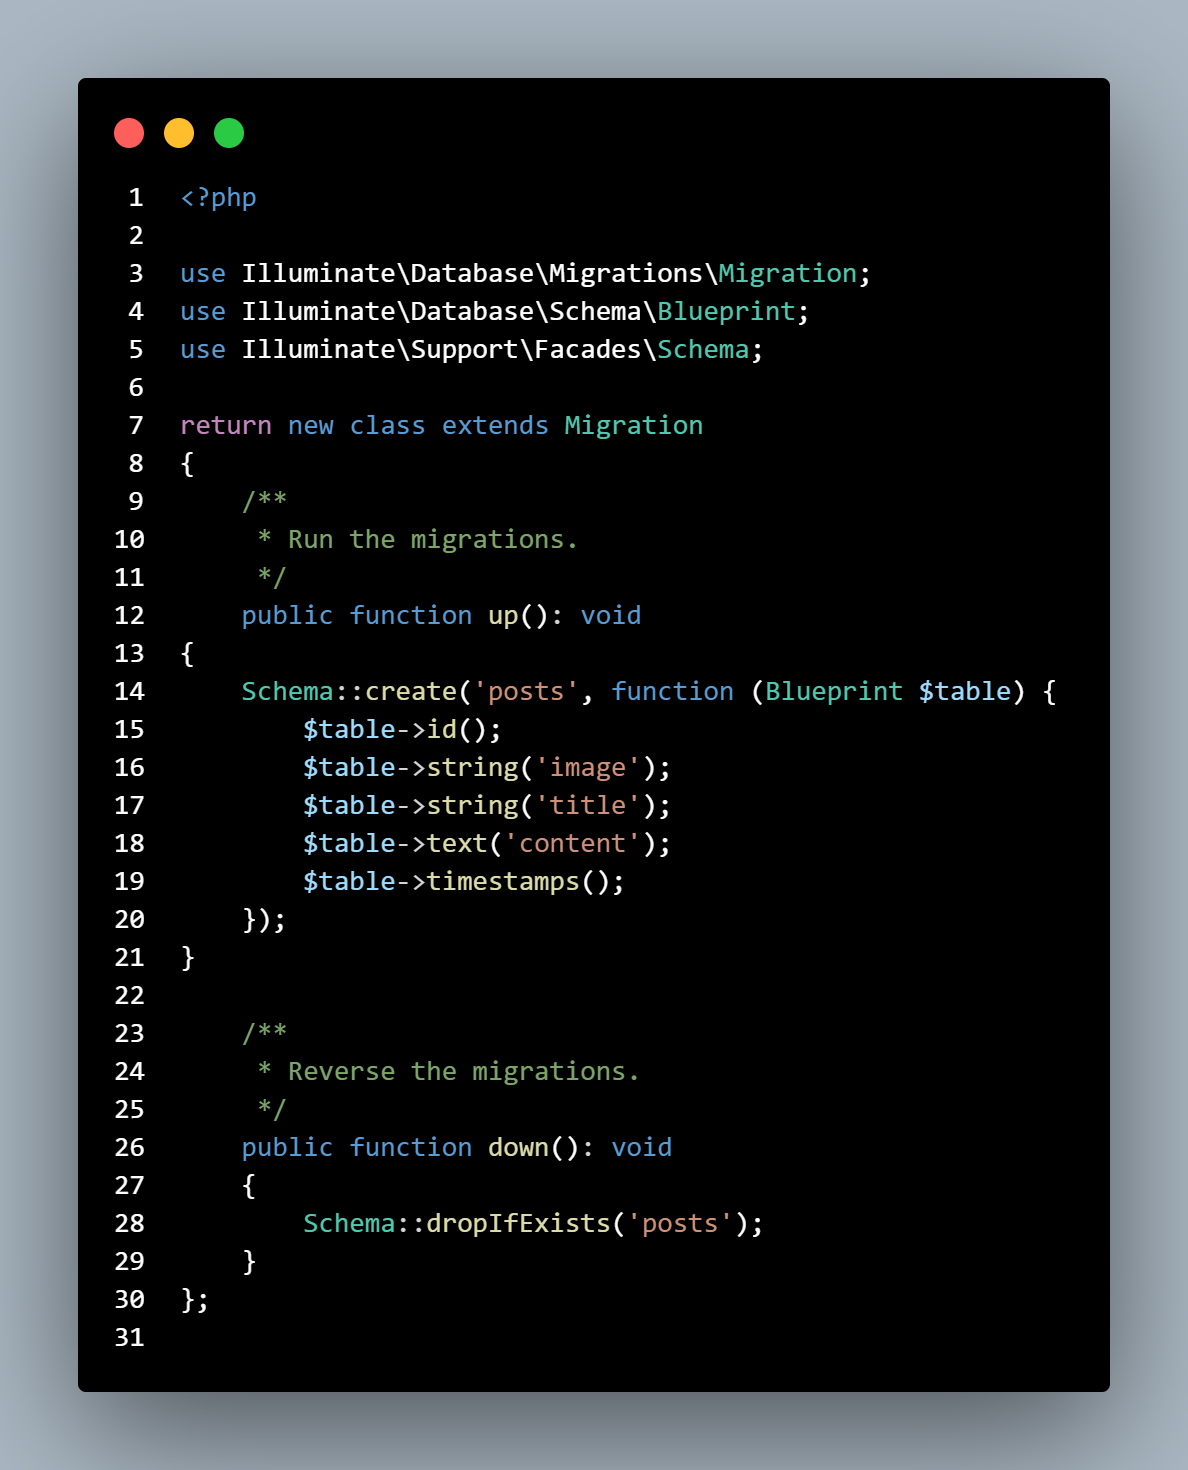 1 <?php
2
3 use Illuminate\Database\Migrations\Migration;
4 use Illuminate\Database\Schema\Blueprint;
5 use Illuminate\Support\Facades\Schema;
6
7 return new class extends Migration
8 {
9     /**
10      * Run the migrations.
11      */
12     public function up(): void
13 {
14     Schema::create('posts', function (Blueprint $table) {
15         $table->id();
16         $table->string('image');
17         $table->string('title');
18         $table->text('content');
19         $table->timestamps();
20     });
21 }
22
23     /**
24      * Reverse the migrations.
25      */
26     public function down(): void
27     {
28         Schema::dropIfExists('posts');
29     }
30 };
31